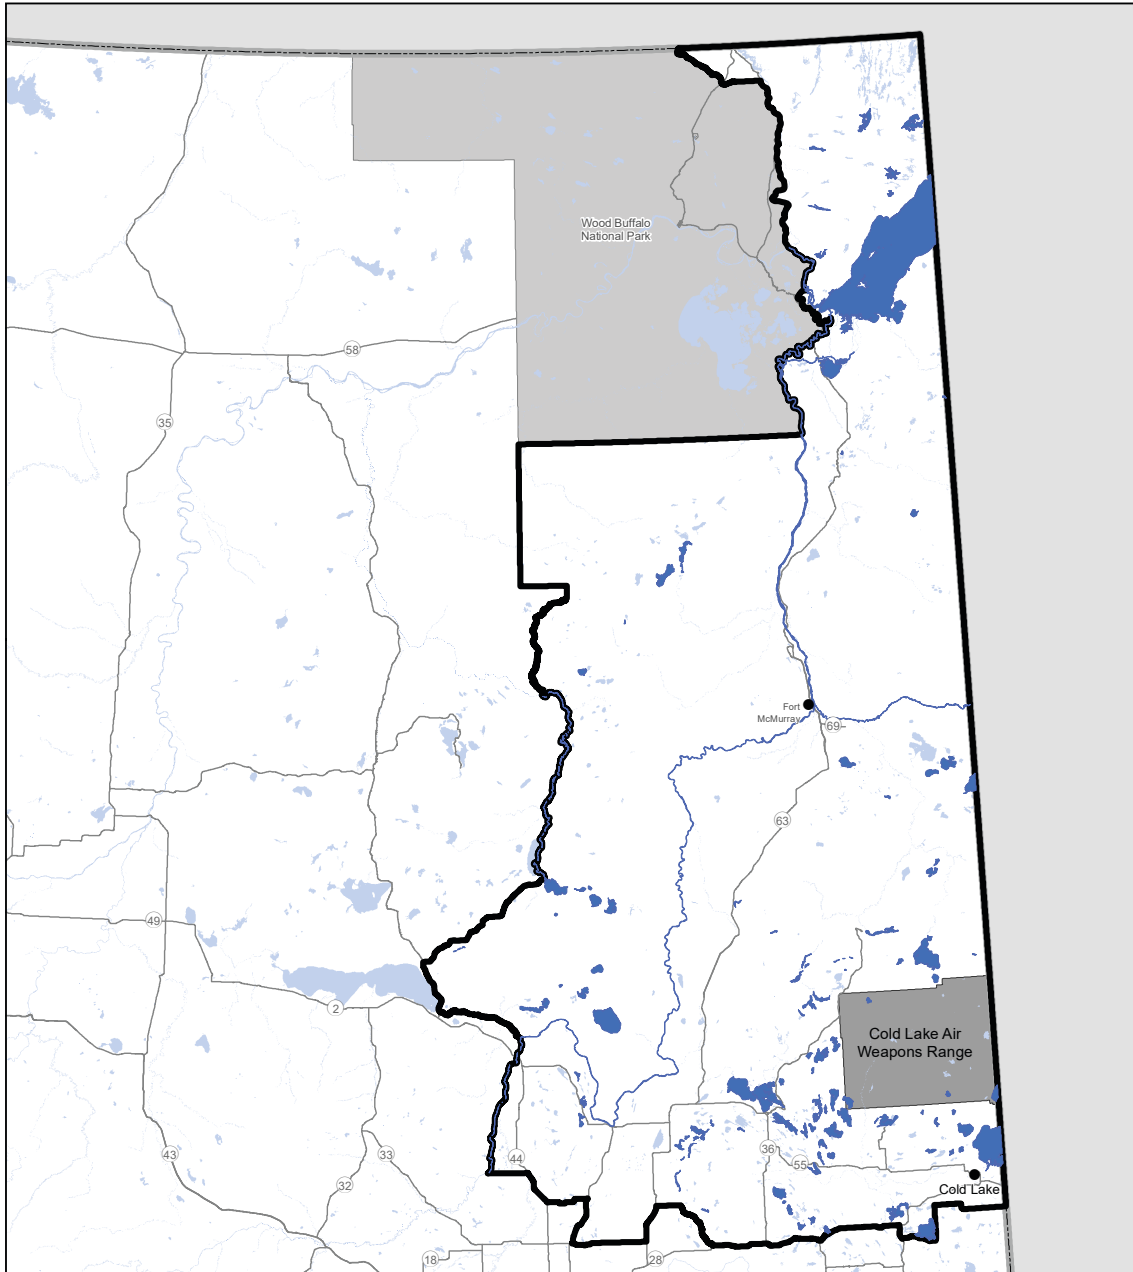 Wood Buffalo
National Park
58
35
Fort
McMurray
69
63
49
2
Cold Lake Air
Weapons Range
43
33
44
36
55
32
Cold Lake
18
28